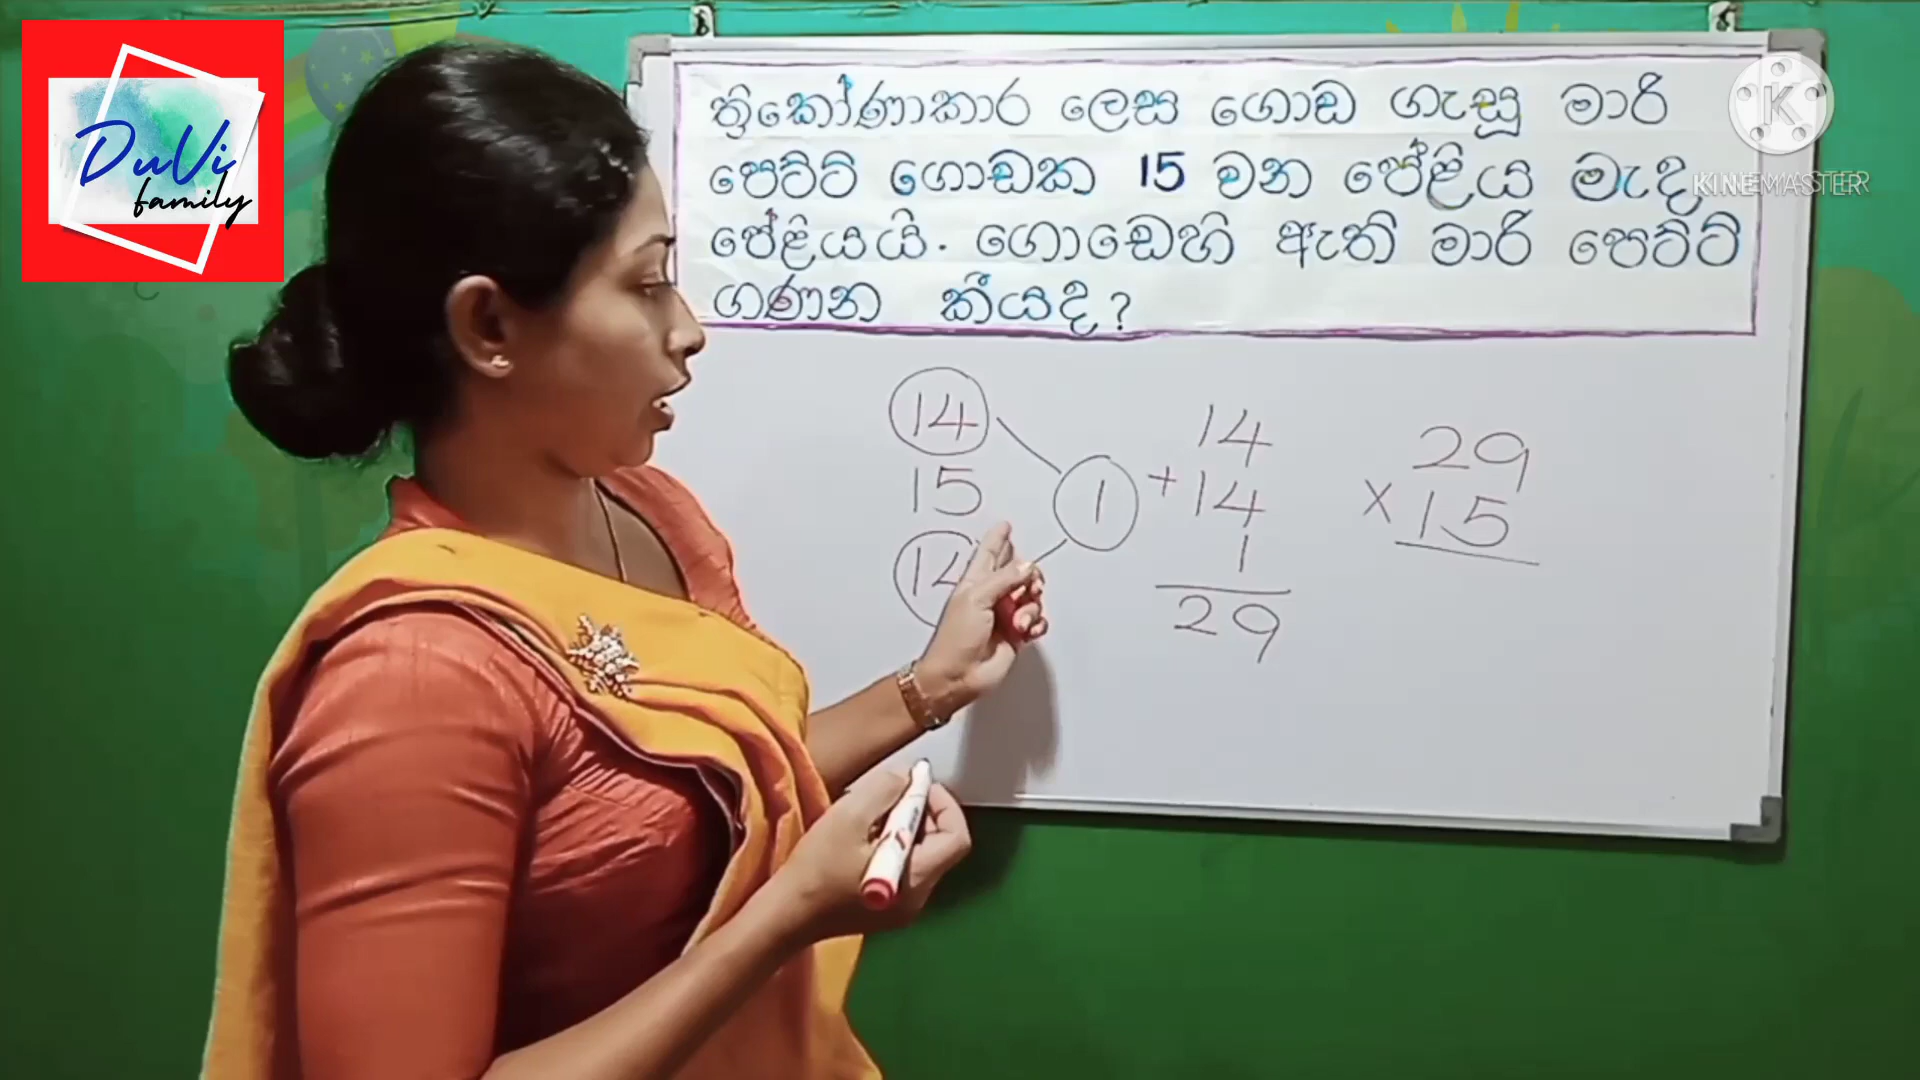 DuVi
family
ත්‍රිකෝණාකාර ලෙස ගොඩ ගැසූ මාරි
පෙට්ටි ගොඩක 15 වන පේළිය මැද
පේළියයි. ගොඩෙහි ඇති මාරි පෙට්ටි
ගණන කීයද?
K
KINEMASTER
14
15
14
1
14
+ 14
1
29
29
× 15